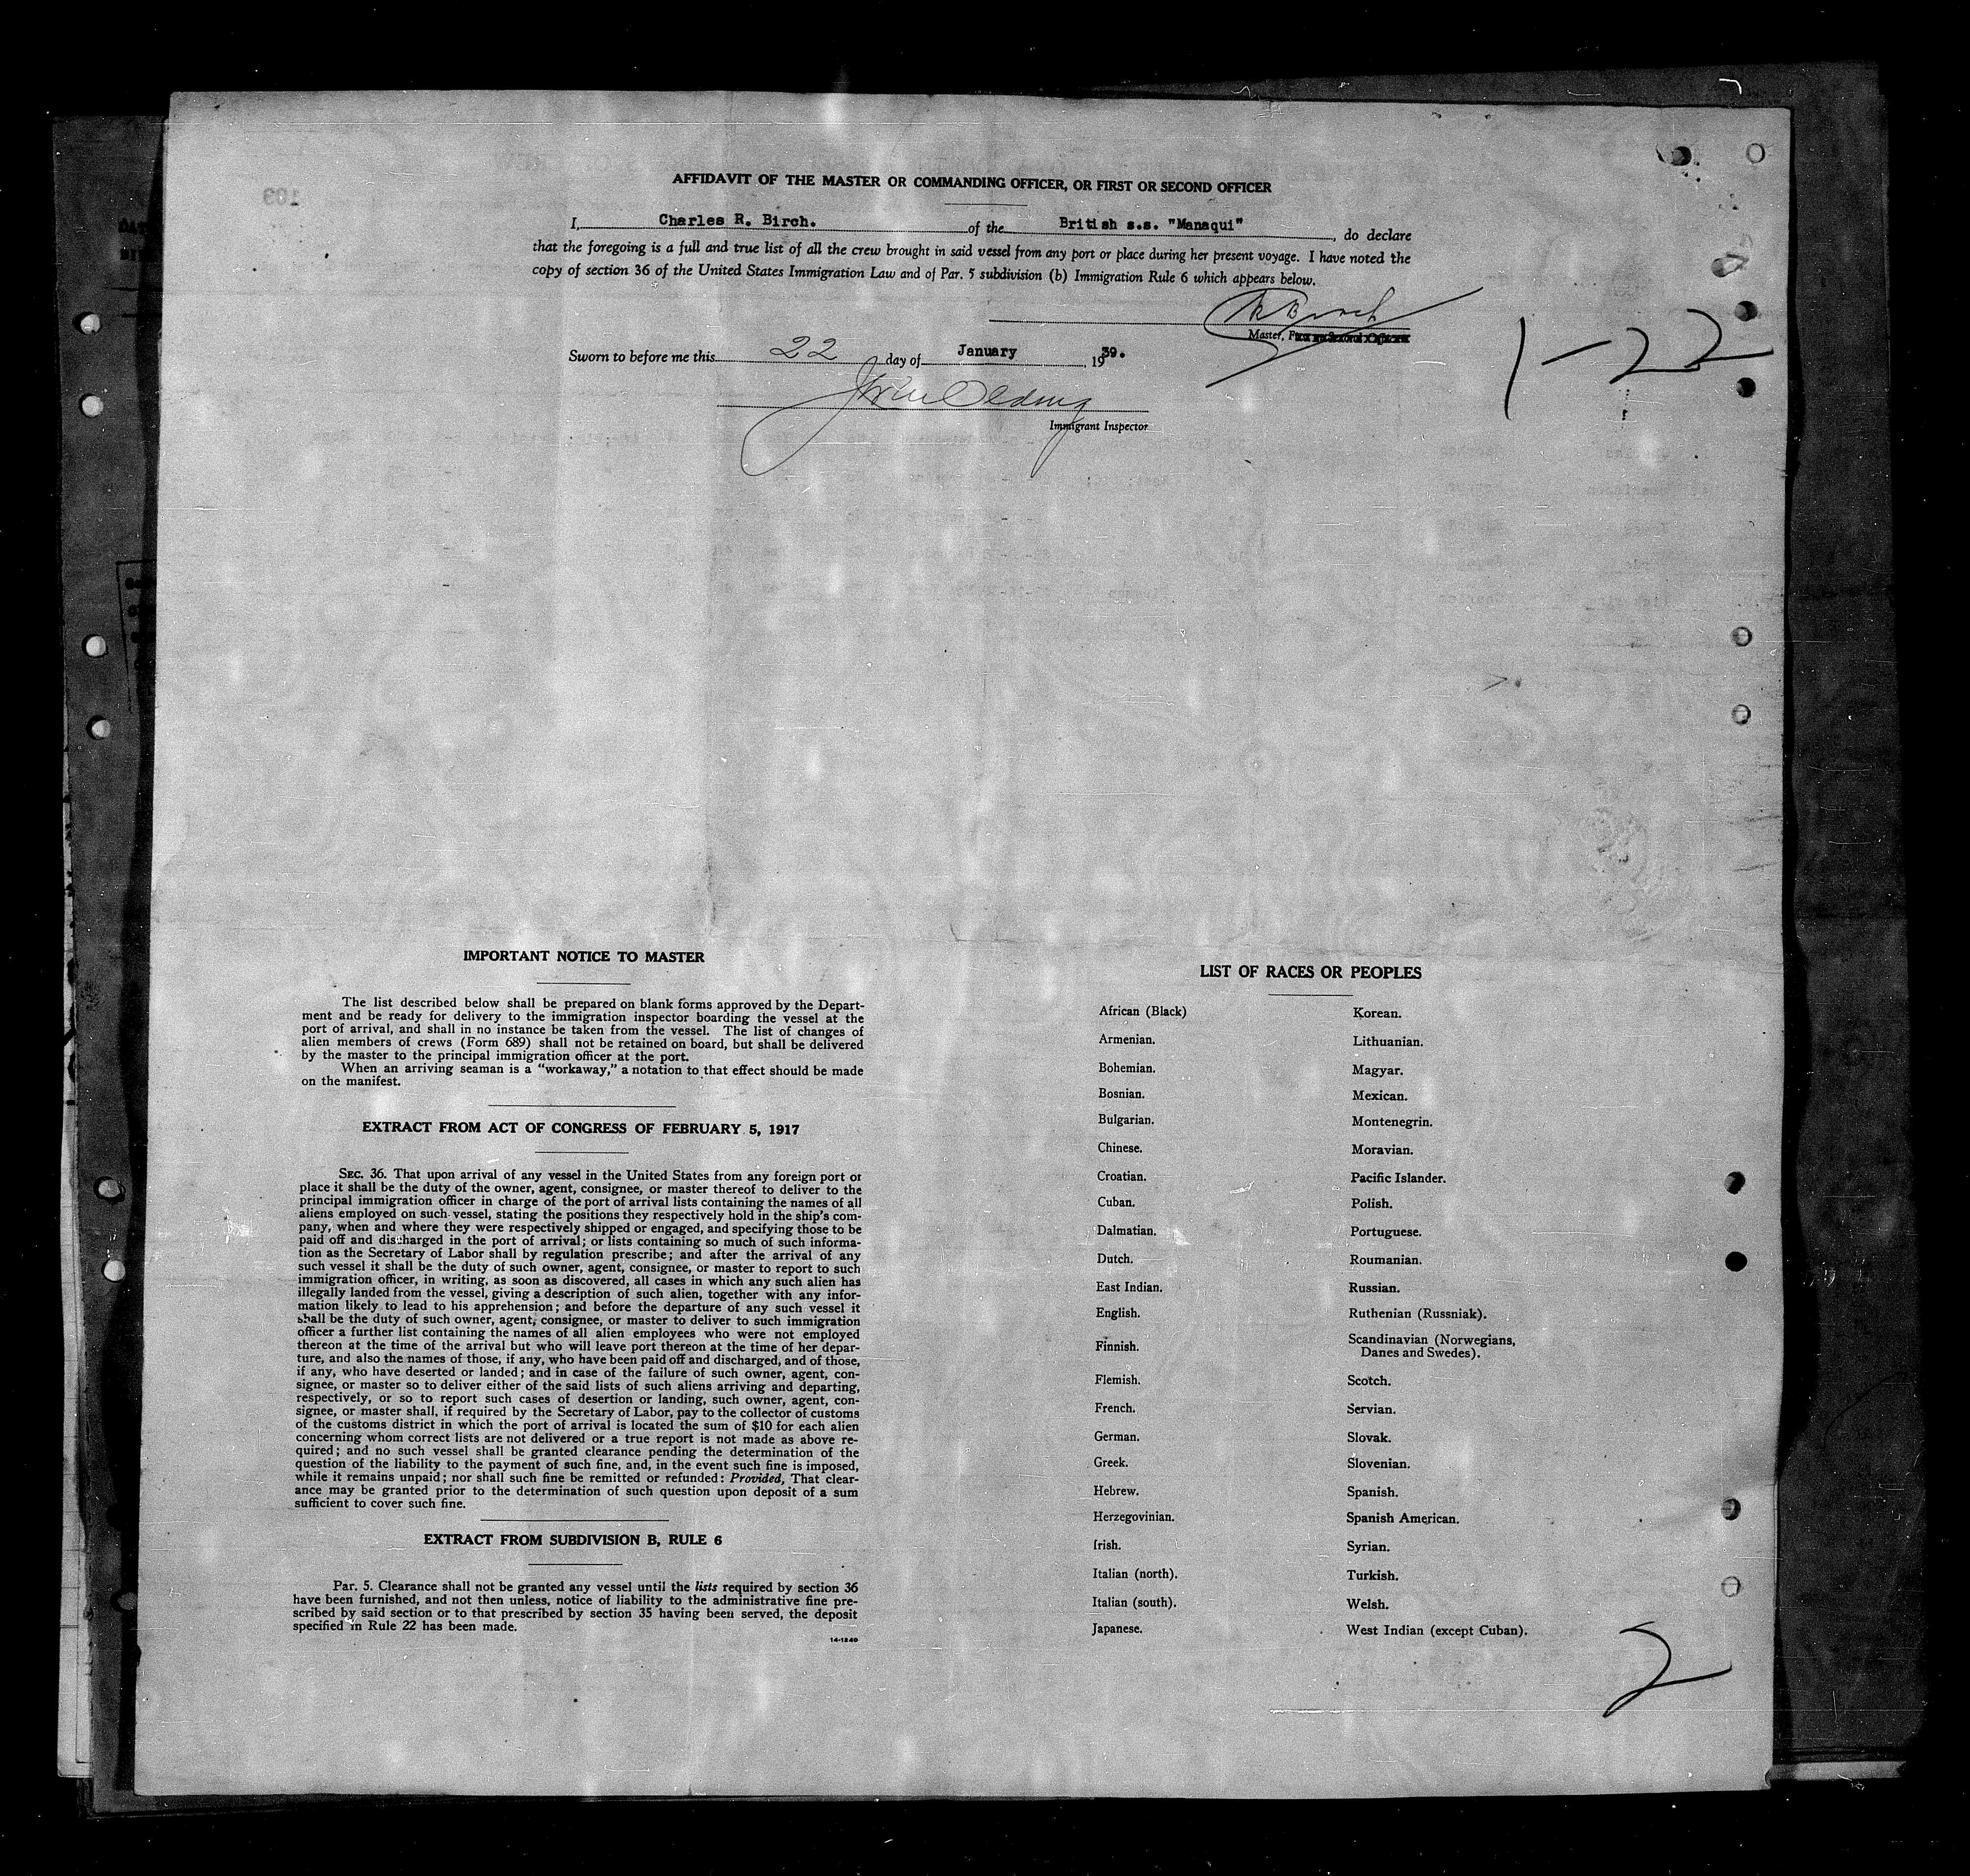 AFFIDAVIT OF THE MASTER OR COMMANDING OFFICER, OR FIRST OR SECOND OFFICER
I, Charles R. Birch. of the British s.s. "Manaqui", do declare
that the foregoing is a full and true list of all the crew brought in said vessel from any port or place during her present voyage. I have noted the
copy of section 36 of the United States Immigration Law and of Par. 5 subdivision (b) Immigration Rule 6 which appears below.
Birch
Master,
Sworn to before me this 22 day of January, 1939.
Immigrant Inspector
1-22
IMPORTANT NOTICE TO MASTER
The list described below shall be prepared on blank forms approved by the Depart-
ment and be ready for delivery to the immigration inspector boarding the vessel at the
port of arrival, and shall in no instance be taken from the vessel. The list of changes of
alien members of crews (Form 689) shall not be retained on board, but shall be delivered
by the master to the principal immigration officer at the port.
When an arriving seaman is a "workaway," a notation to that effect should be made
on the manifest.
EXTRACT FROM ACT OF CONGRESS OF FEBRUARY 5, 1917
SEC. 36. That upon arrival of any vessel in the United States from any foreign port or
place it shall be the duty of the owner, agent, consignee, or master thereof to deliver to the
principal immigration officer in charge of the port of arrival lists containing the names of all
aliens employed on such vessel, stating the positions they respectively hold in the ship's com-
pany, when and where they were respectively shipped or engaged, and specifying those to be
paid off and discharged in the port of arrival; or lists containing so much of such informa-
tion as the Secretary of Labor shall by regulation prescribe; and after the arrival of any
such vessel it shall be the duty of such owner, agent, consignee, or master to report to such
immigration officer, in writing, as soon as discovered, all cases in which any such alien has
illegally landed from the vessel, giving a description of such alien, together with any infor-
mation likely to lead to his apprehension; and before the departure of any such vessel it
shall be the duty of such owner, agent, consignee, or master to deliver to such immigration
officer a further list containing the names of all alien employees who were not employed
thereon at the time of the arrival but who will leave port thereon at the time of her depar-
ture, and also the names of those, if any, who have been paid off and discharged, and of those,
if any, who have deserted or landed; and in case of the failure of such owner, agent, con-
signee, or master so to deliver either of the said lists of such aliens arriving and departing,
respectively, or so to report such cases of desertion or landing, such owner, agent, con-
signee, or master shall, if required by the Secretary of Labor, pay to the collector of customs
of the customs district in which the port of arrival is located the sum of $10 for each alien
concerning whom correct lists are not delivered or a true report is not made as above re-
quired; and no such vessel shall be granted clearance pending the determination of the
question of the liability to the payment of such fine, and, in the event such fine is imposed,
while it remains unpaid; nor shall such fine be remitted or refunded: Provided, That clear-
ance may be granted prior to the determination of such question upon deposit of a sum
sufficient to cover such fine.
EXTRACT FROM SUBDIVISION B, RULE 6
Par. 5. Clearance shall not be granted any vessel until the lists required by section 36
have been furnished, and not then unless, notice of liability to the administrative fine pre-
scribed by said section or to that prescribed by section 35 having been served, the deposit
specified in Rule 22 has been made.
14-1240
LIST OF RACES OR PEOPLES
African (Black)
Armenian.
Bohemian.
Bosnian.
Bulgarian.
Chinese.
Croatian.
Cuban.
Dalmatian.
Dutch.
East Indian.
English.
Finnish.
Flemish.
French.
German.
Greek.
Hebrew.
Herzegovinian.
Irish.
Italian (north).
Italian (south).
Japanese.
Korean.
Lithuanian.
Magyar.
Mexican.
Montenegrin.
Moravian.
Pacific Islander.
Polish.
Portuguese.
Roumanian.
Russian.
Ruthenian (Russniak).
Scandinavian (Norwegians,
Danes and Swedes).
Scotch.
Servian.
Slovak.
Slovenian.
Spanish.
Spanish American.
Syrian.
Turkish.
Welsh.
West Indian (except Cuban).
2